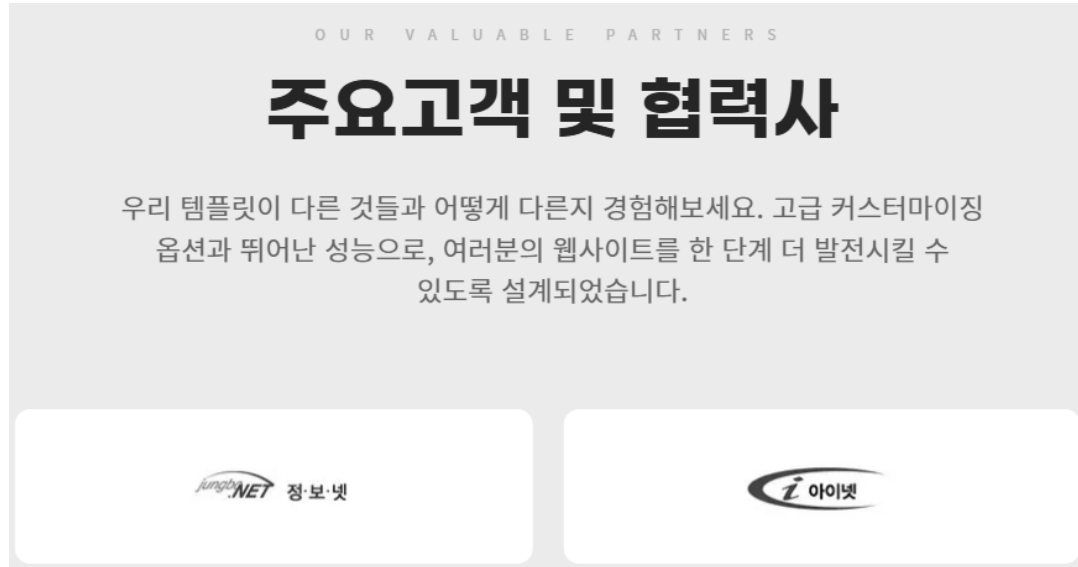 OUR VALUABLE PARTNERS
주요고객 및 협력사
우리 템플릿이 다른 것들과 어떻게 다른지 경험해보세요. 고급 커스터마이징
옵션과 뛰어난 성능으로, 여러분의 웹사이트를 한 단계 더 발전시킬 수
있도록 설계되었습니다.
jungbo.NET 정·보·넷
i 아이넷